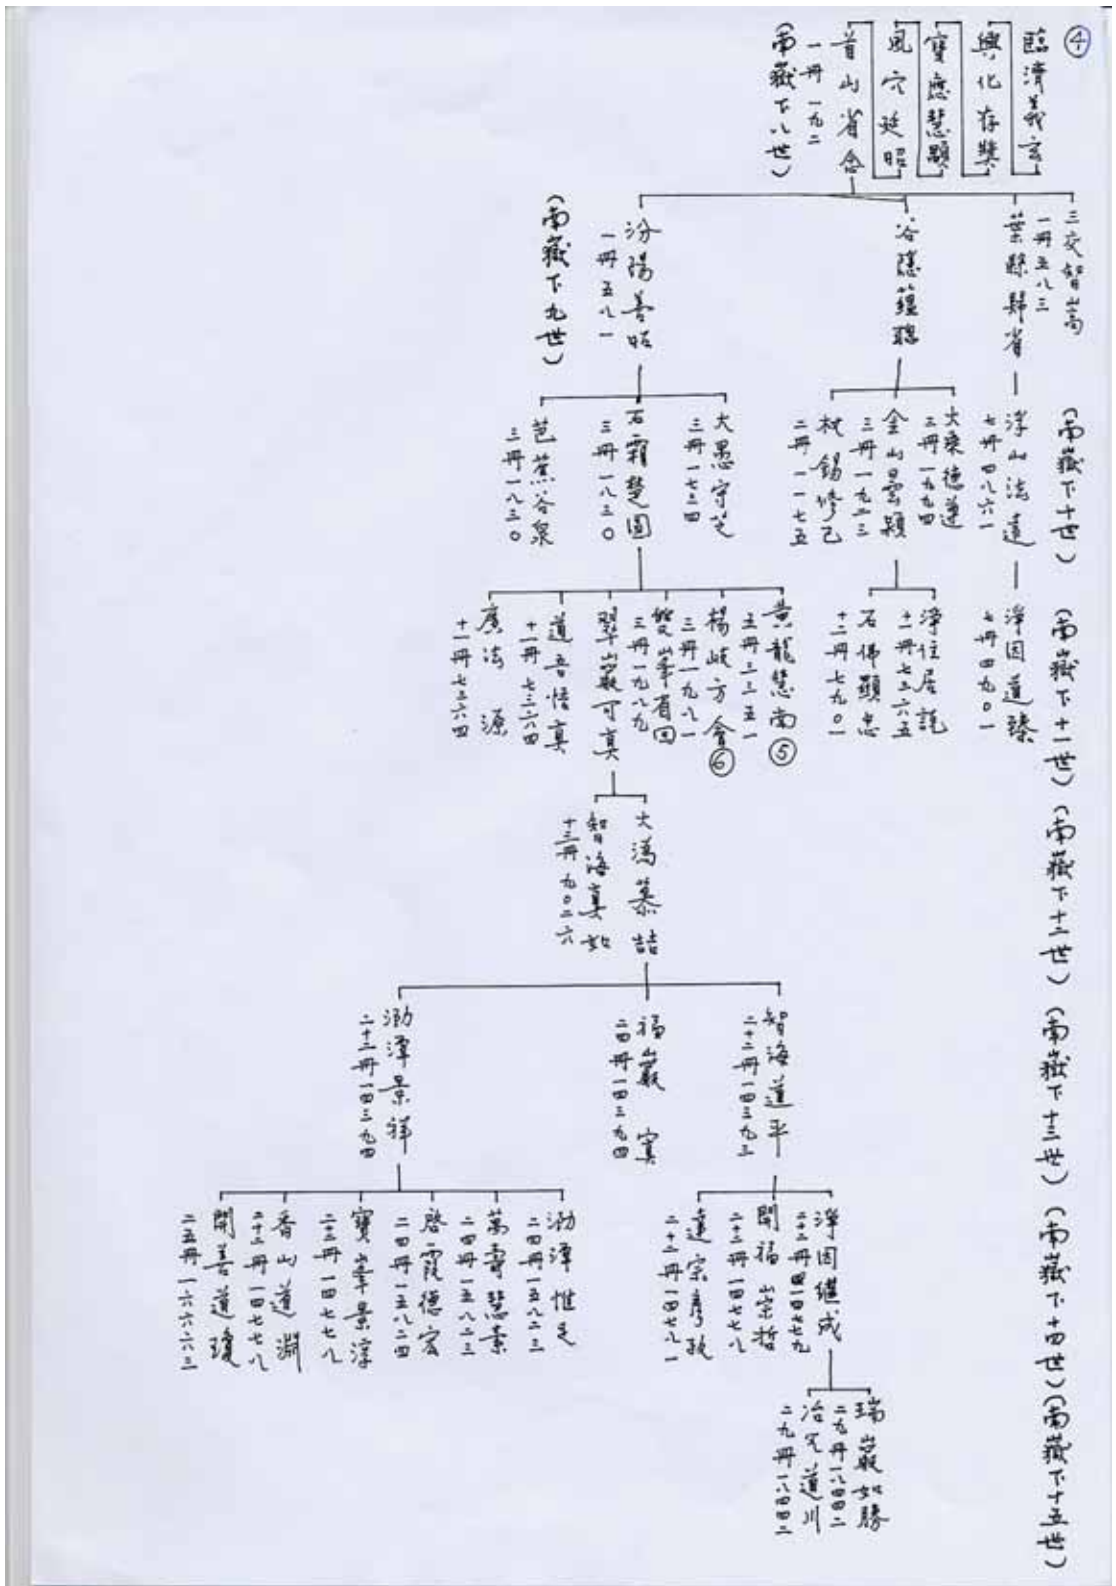 ④
臨濟義玄
興化存獎
寶應慧顒
風穴延昭
首山省念
一冊一九二
(南嶽下八世)
三交智嵩
一冊五八三
葉縣歸省
谷隱蘊聰
汾陽善昭
一冊五八一
(南嶽下九世)
(南嶽下十世)
浮山法遠
七冊四八六一
大乘德遵
三冊一九九四
金山曇穎
三冊一九二三
杖錫修己
二冊一一七五
大愚守芝
三冊一七二四
石霜楚圓
三冊一八三〇
芭蕉谷泉
三冊一八三〇
(南嶽下十一世)
淨因道臻
七冊四九〇一
淨住居說
十一冊七三六五
石佛顯忠
十二冊七九〇一
黃龍慧南⑤
五冊三三五一
楊岐方會⑥
三冊一九八一
雙峯省回
三冊一九八九
翠巖可真
道吾悟真
十一冊七三六四
廣法 源
十一冊七三六四
(南嶽下十二世)
大溈慕喆
智海真如
十三冊九〇二六
(南嶽下十三世)
智海道平
二十二冊一四三九三
福巖 寘
二四冊一四三九四
泐潭景祥
二十二冊一四三九四
(南嶽下十四世)
淨因繼成
二十二冊一四七七九
開福崇哲
二十二冊一四七七八
達宗彥孜
二十二冊一四七八一
泐潭惟足
二四冊一五八二三
萬壽慧素
二四冊一五八二三
啓霞德宏
二四冊一五八二四
寶峯景淳
二十二冊一四七七八
香山道淵
二十二冊一四七七八
開善道瓊
二五冊一六六六三
(南嶽下十五世)
瑞巖如勝
二九冊一八四四二
冶父道川
二九冊一八四四二